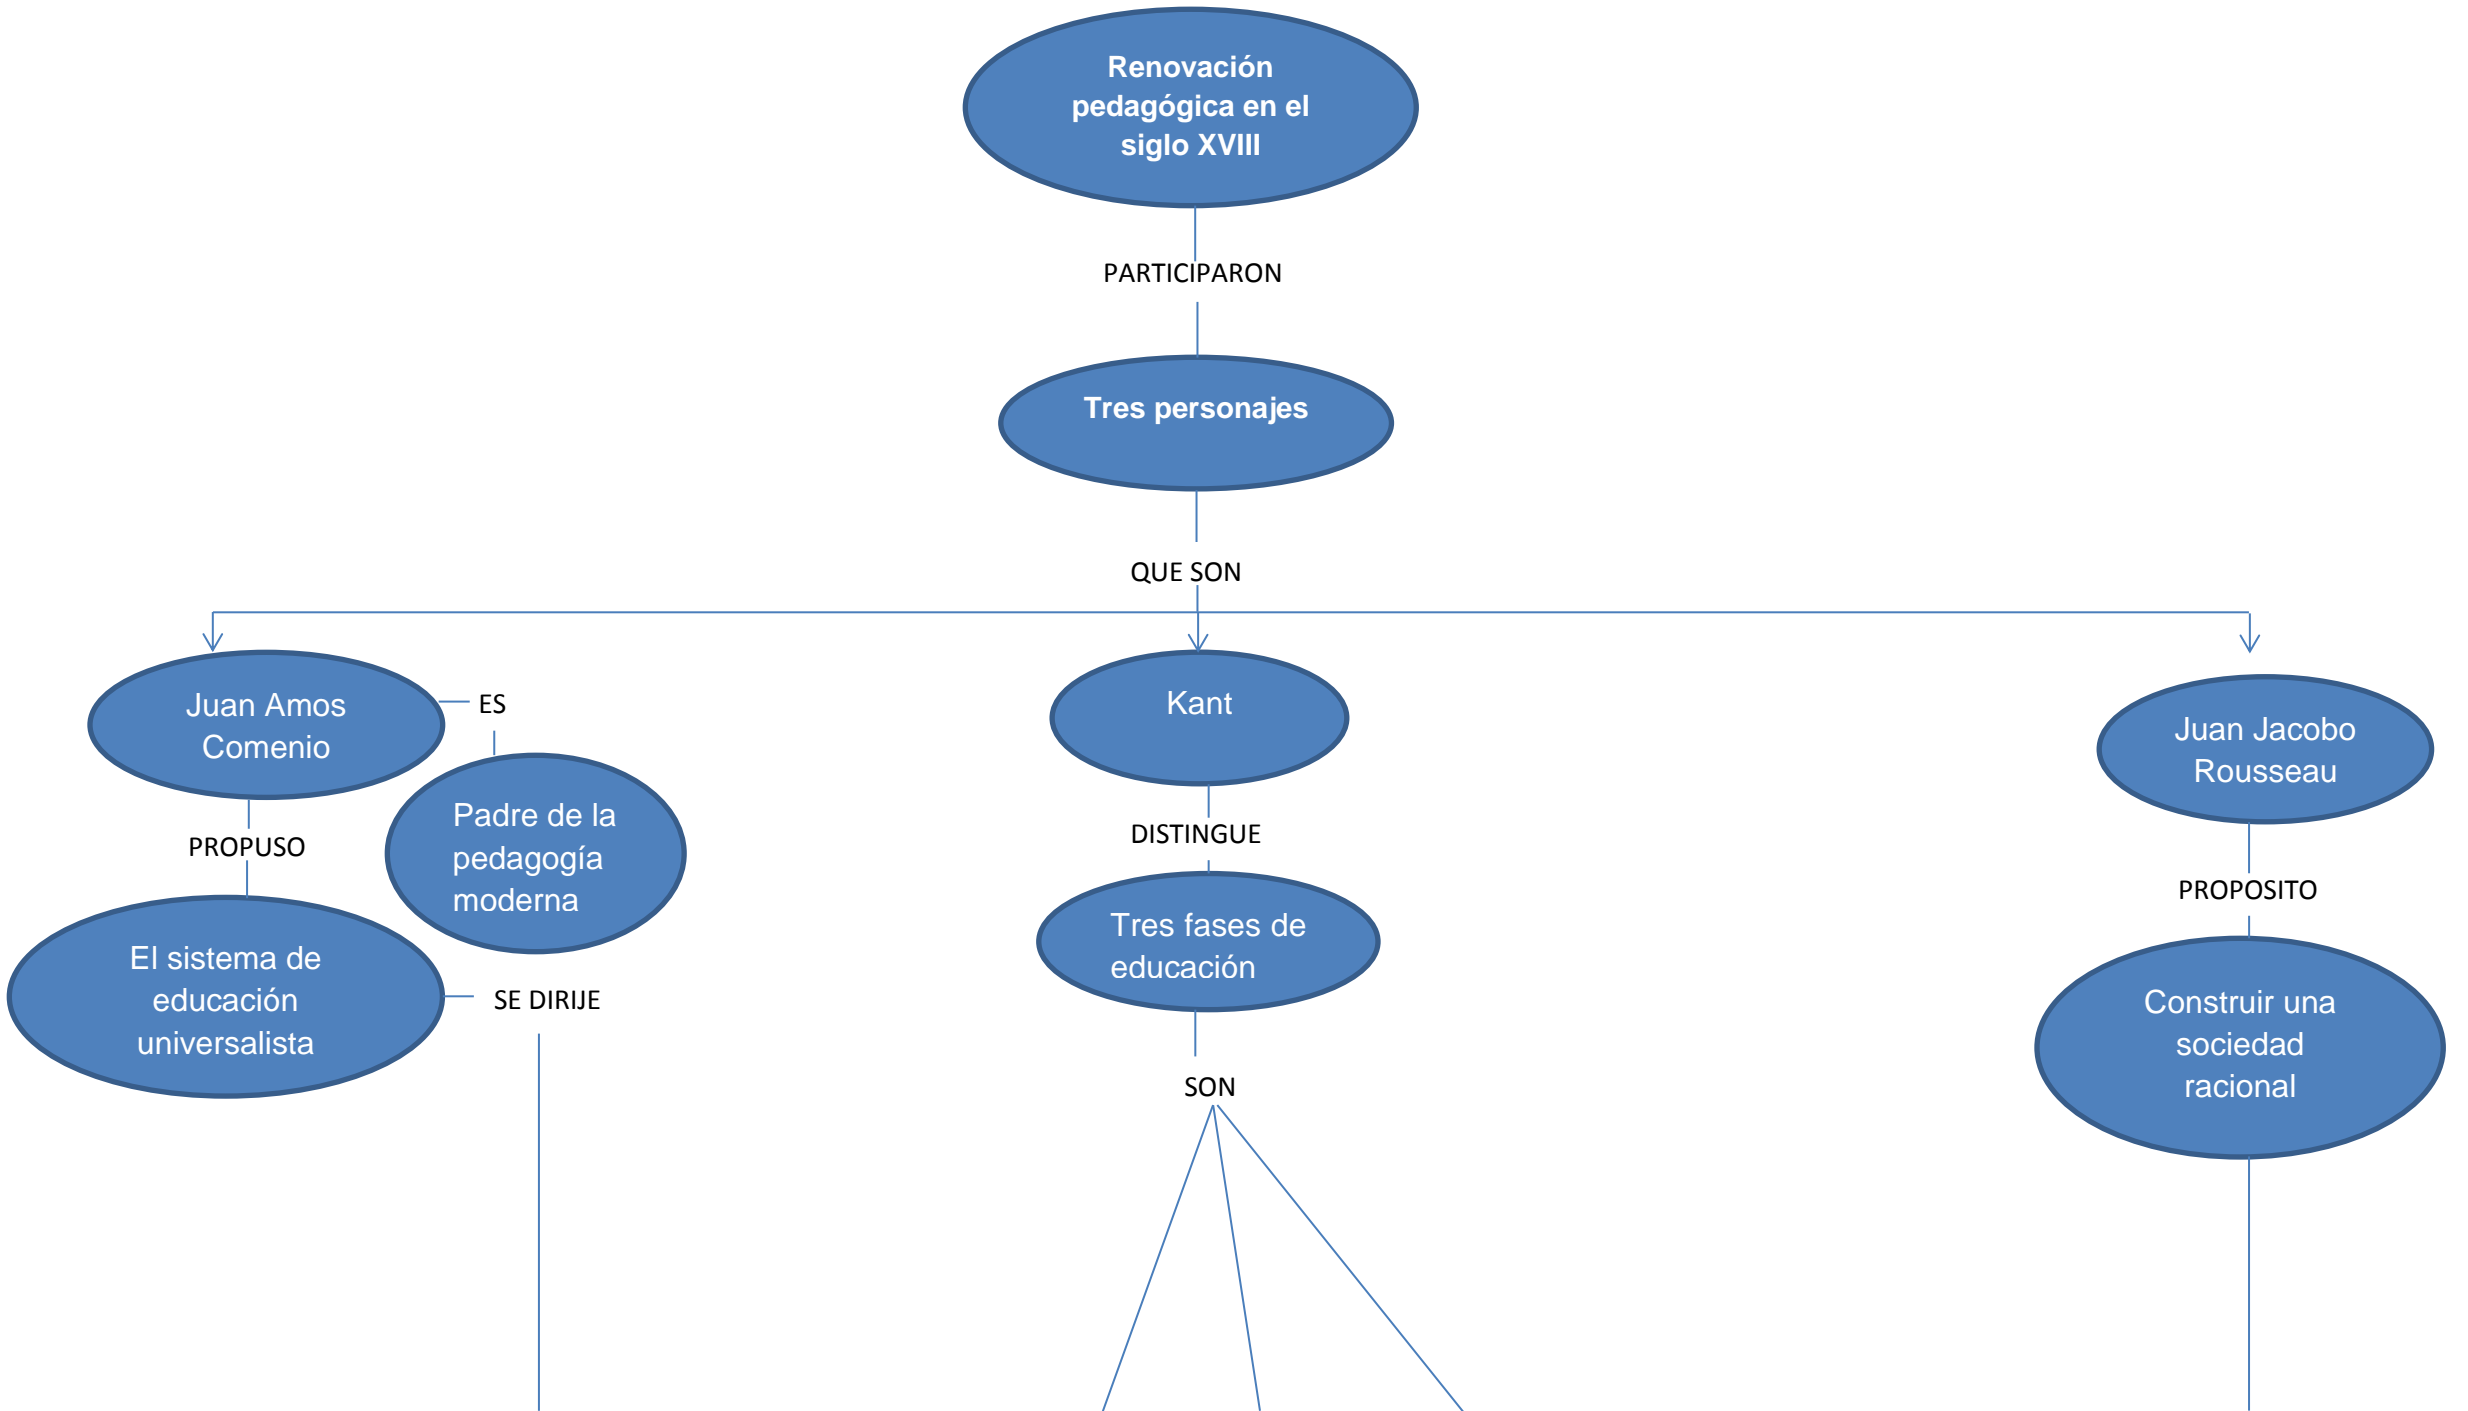 Renovación
pedagógica en el
siglo XVIII
PARTICIPARON
Tres personajes
QUE SON
Juan Amos
Comenio
ES
Padre de la
pedagogía
moderna
PROPUSO
El sistema de
educación
universalista
SE DIRIJE
Kant
DISTINGUE
Tres fases de
educación
SON
Juan Jacobo
Rousseau
PROPOSITO
Construir una
sociedad
racional